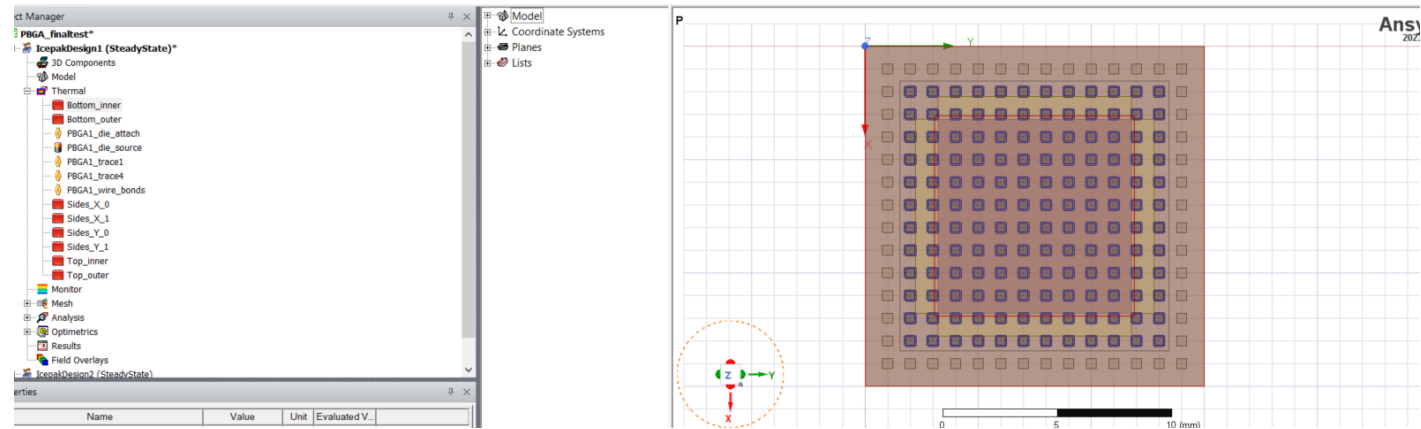 ect Manager
PBGA_finaltest*
IcepakDesign1 (SteadyState)*
3D Components
Model
Thermal
Bottom_inner
Bottom_outer
PBGA1_die_attach
PBGA1_die_source
PBGA1_trace1
PBGA1_trace4
PBGA1_wire_bonds
Sides_X_0
Sides_X_1
Sides_Y_0
Sides_Y_1
Top_inner
Top_outer
Monitor
Mesh
Analysis
Optimetrics
Results
Field Overlays
IcepakDesign2 (SteadyState)
erties
Name Value Unit Evaluated V...
Model
Coordinate Systems
Planes
Lists
P
Ansy
2023
Z Y
X
Z Y
X
0 5 10 (mm)